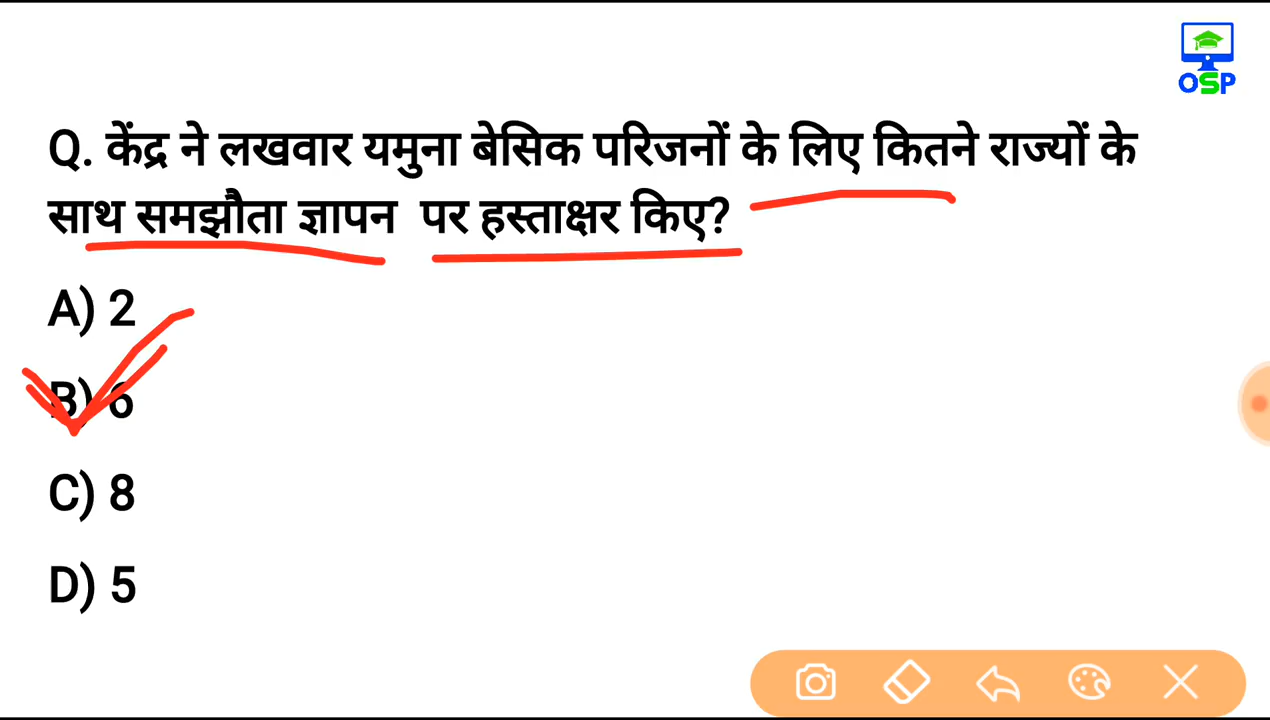 OSP
Q. केंद्र ने लखवार यमुना बेसिक परिजनों के लिए कितने राज्यों के
साथ समझौता ज्ञापन पर हस्ताक्षर किए?
A) 2
B) 6
C) 8
D) 5